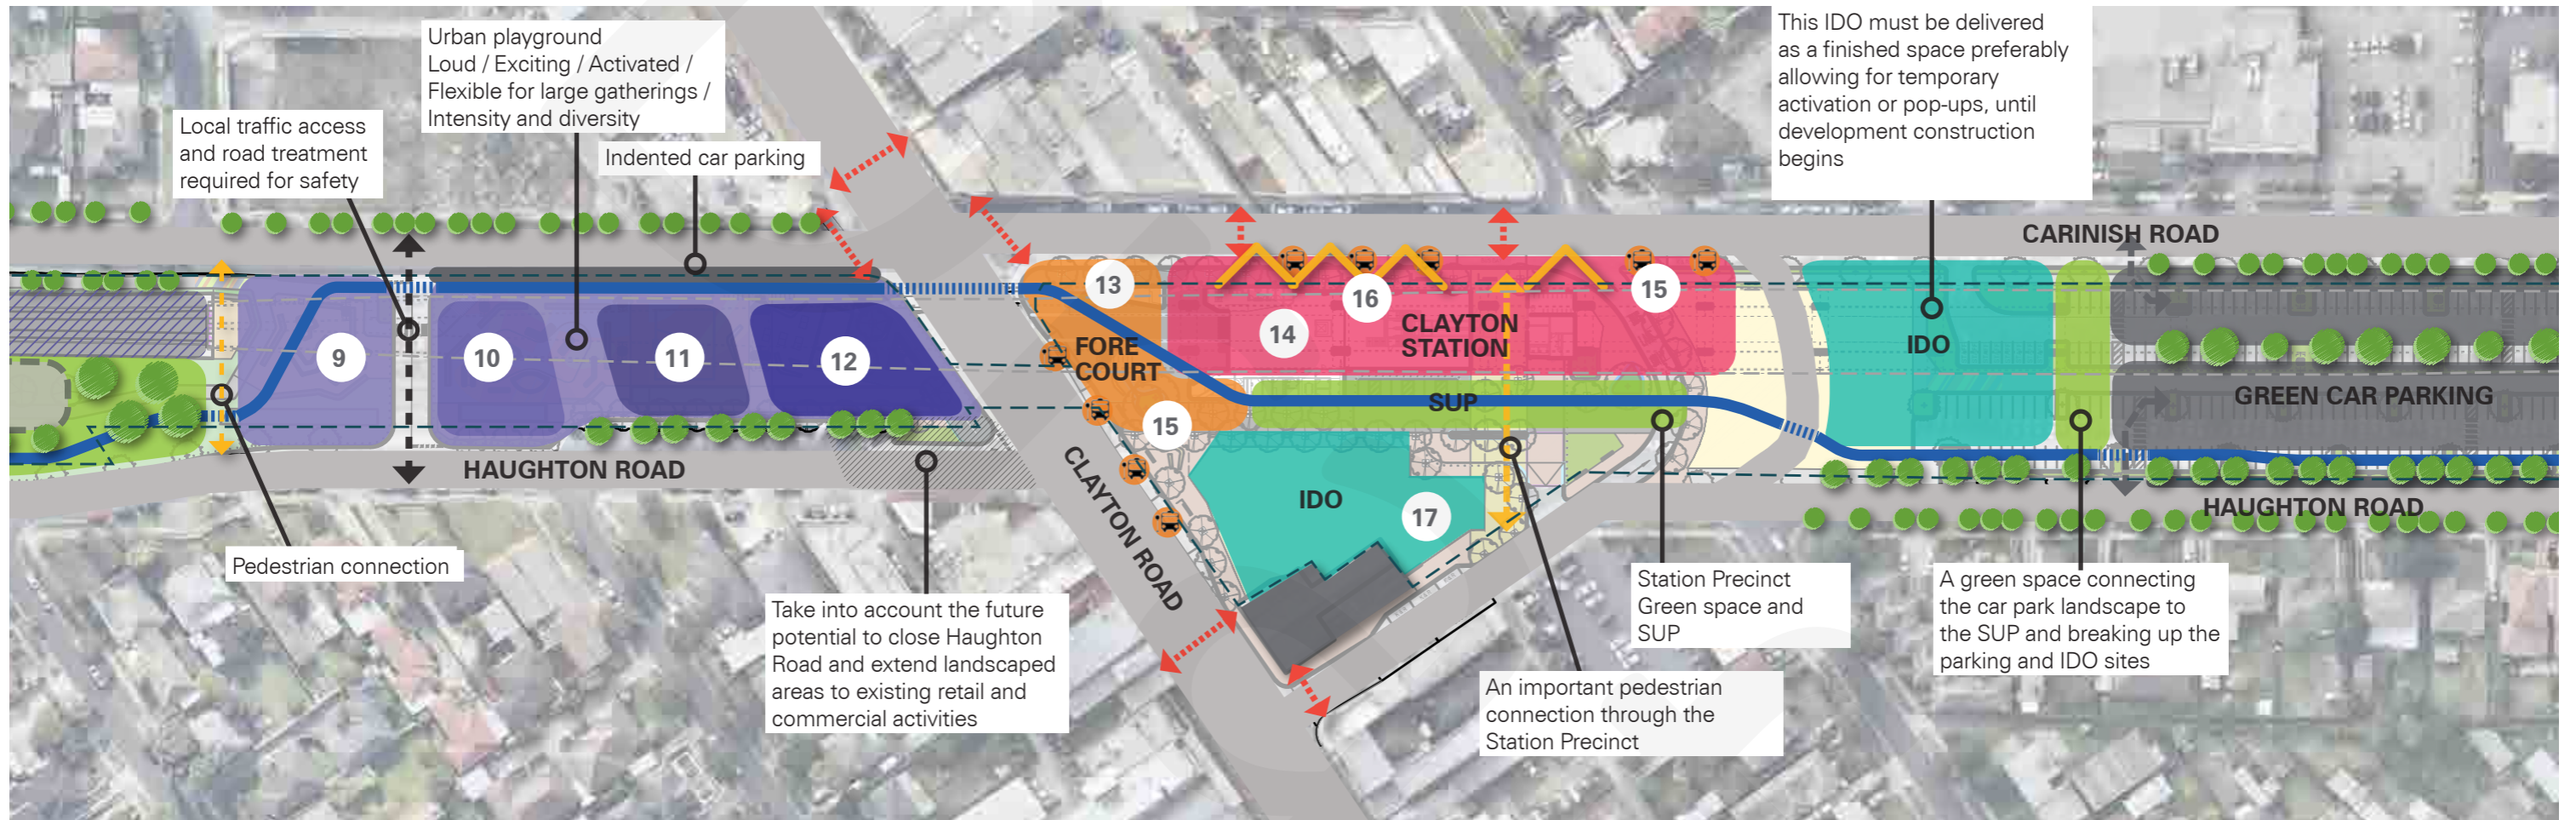 Urban playground
Loud / Exciting / Activated /
Flexible for large gatherings /
Intensity and diversity
This IDO must be delivered
as a finished space preferably
allowing for temporary
activation or pop-ups, until
development construction
begins
Local traffic access
and road treatment
required for safety
Indented car parking
CARINISH ROAD
9
10
11
12
13
14
16
15
CLAYTON
STATION
FORE
COURT
15
SUP
IDO
GREEN CAR PARKING
HAUGHTON ROAD
CLAYTON ROAD
IDO
17
HAUGHTON ROAD
Pedestrian connection
Take into account the future
potential to close Haughton
Road and extend landscaped
areas to existing retail and
commercial activities
Station Precinct
Green space and
SUP
A green space connecting
the car park landscape to
the SUP and breaking up the
parking and IDO sites
An important pedestrian
connection through the
Station Precinct